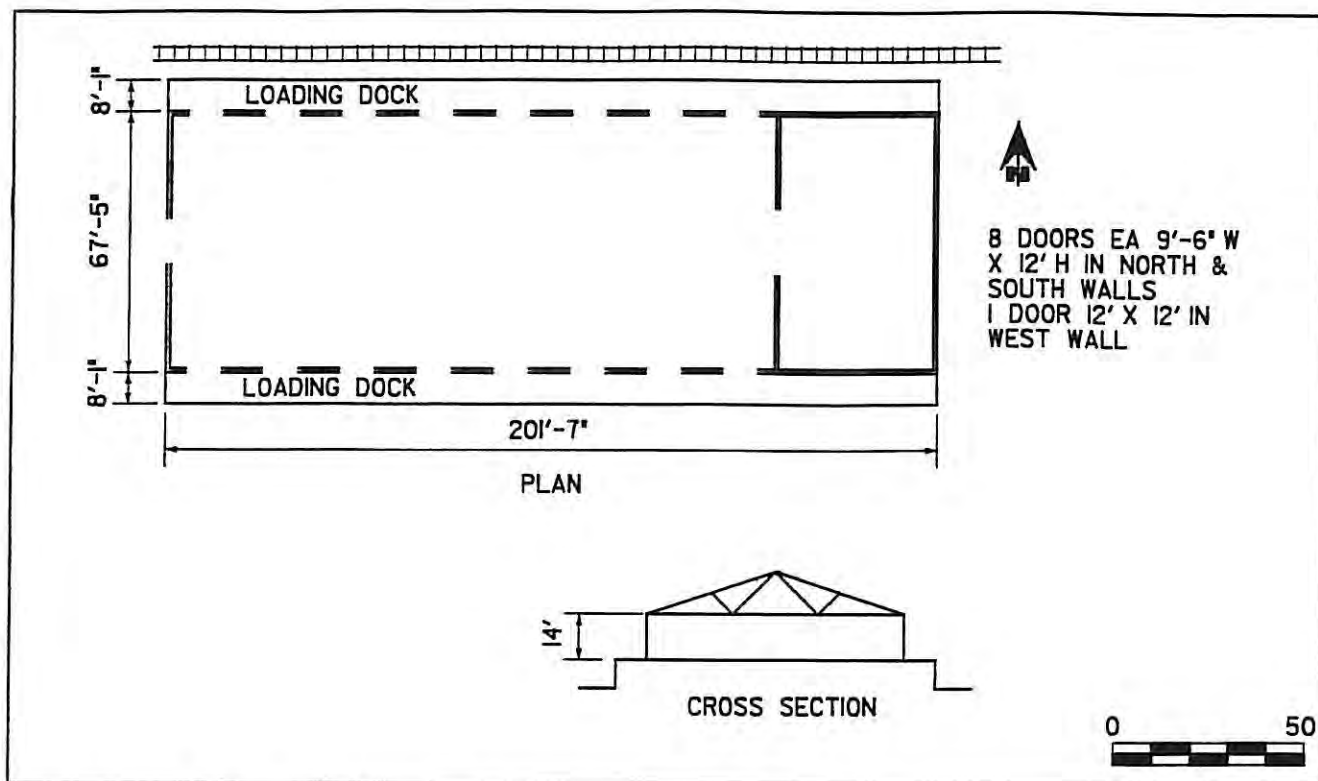 8'-1"
LOADING DOCK
67'-5"
N
8 DOORS EA 9'-6" W
X 12' H IN NORTH &
SOUTH WALLS
1 DOOR 12' X 12' IN
WEST WALL
8'-1"
LOADING DOCK
201'-7"
PLAN
14'
CROSS SECTION
0 50